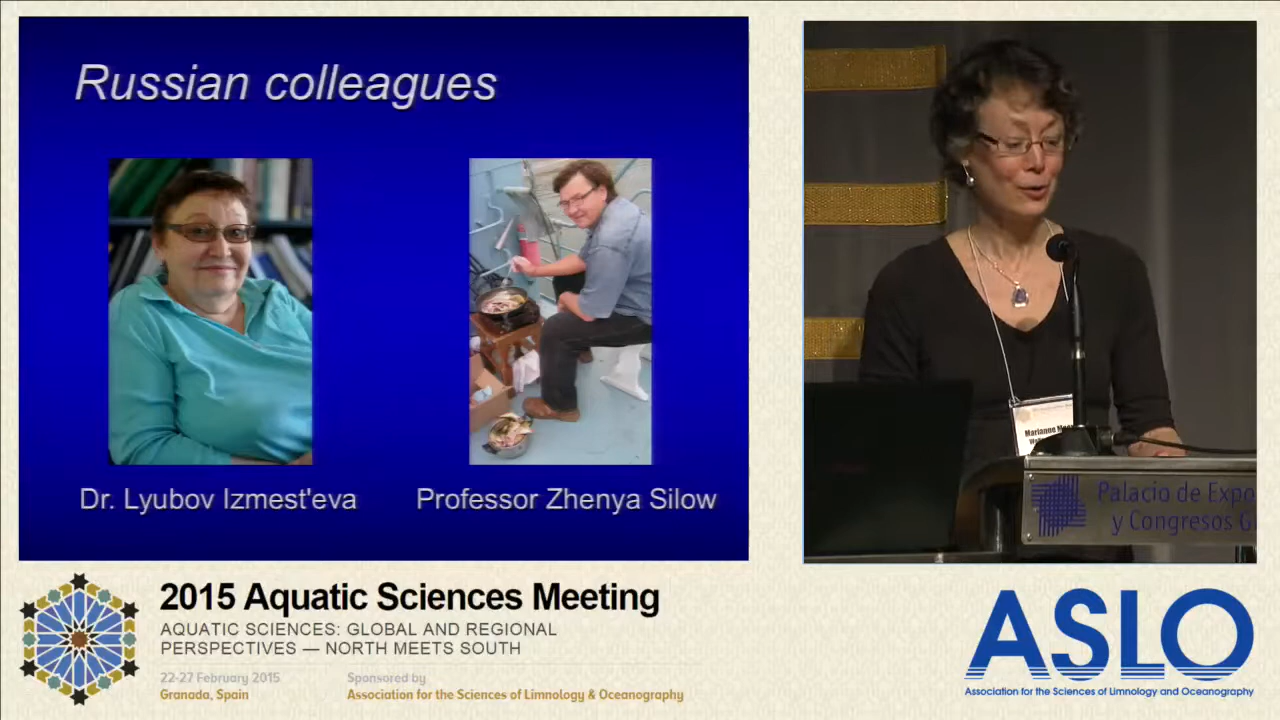 Russian colleagues
Dr. Lyubov Izmest'eva
Professor Zhenya Silow
Marianne
Palacio de Expo
y Congresos G
2015 Aquatic Sciences Meeting
AQUATIC SCIENCES: GLOBAL AND REGIONAL
PERSPECTIVES — NORTH MEETS SOUTH
22-27 February 2015
Granada, Spain
Sponsored by
Association for the Sciences of Limnology & Oceanography
ASLO
Association for the Sciences of Limnology and Oceanography